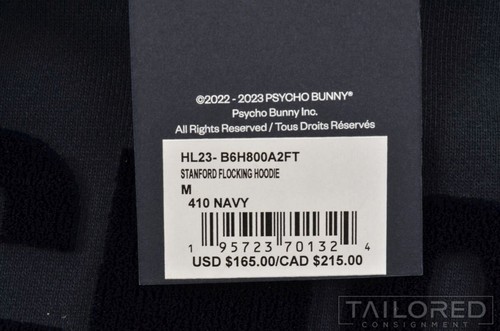 ©2022 - 2023 PSYCHO BUNNY®
Psycho Bunny Inc.
All Rights Reserved / Tous Droits Réservés
HL23- B6H800A2FT
STANFORD FLOCKING HOODIE
M
410 NAVY
1 95723 70132 4
USD $165.00/CAD $215.00
TAILORED
CONSIGNMENT